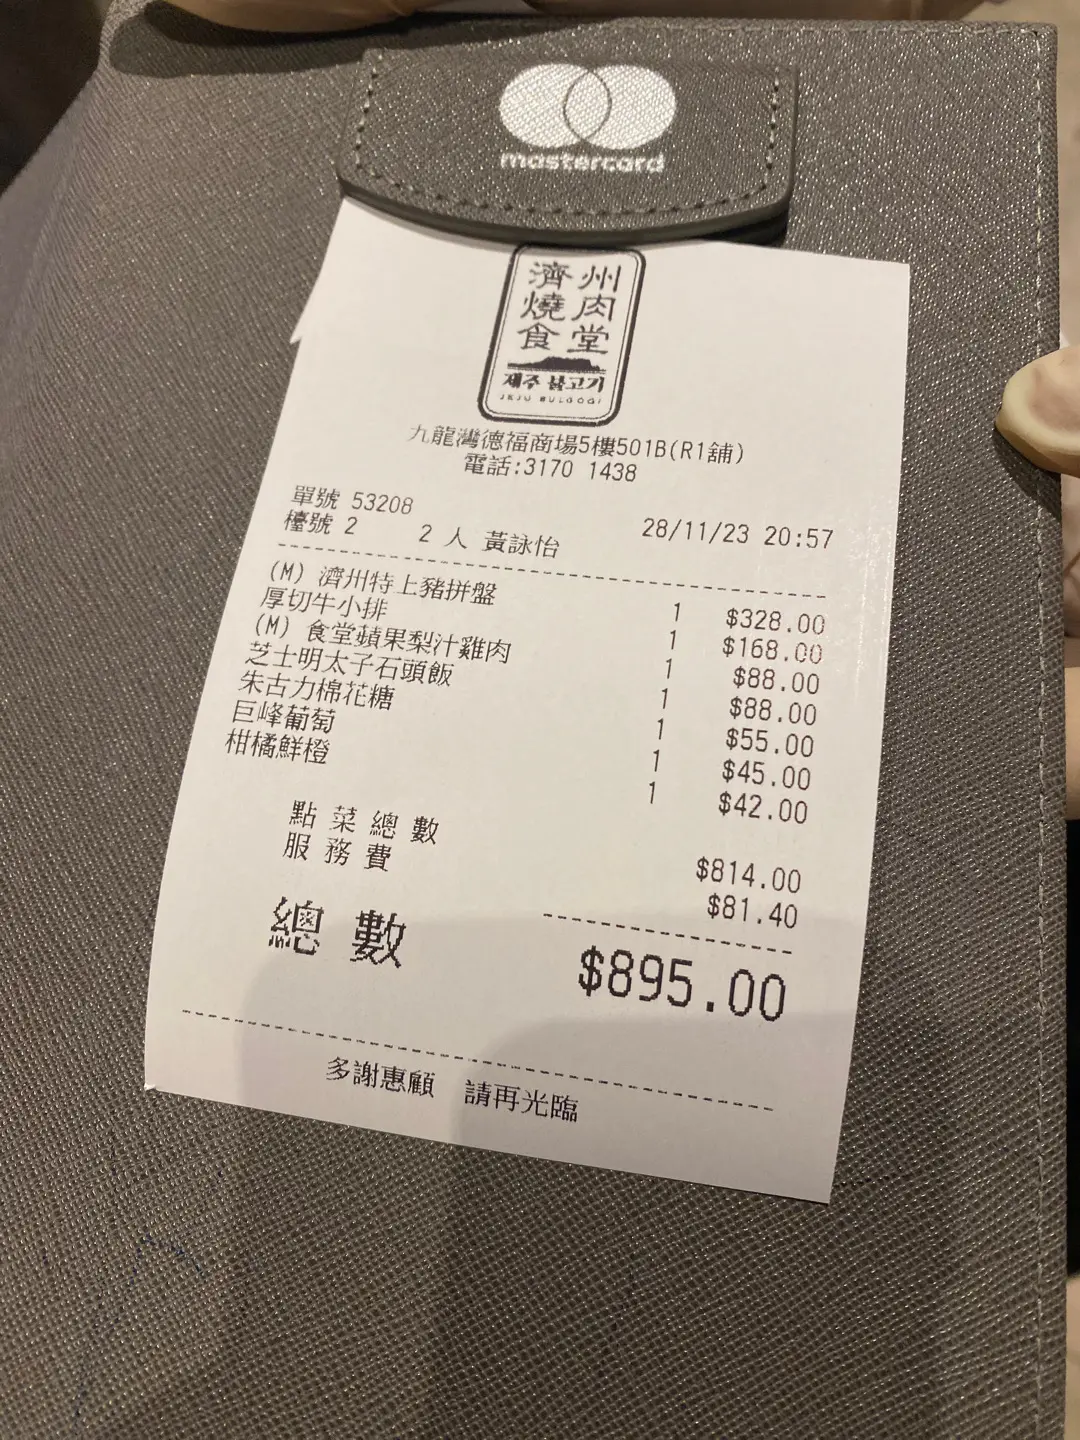 mastercard
濟州
燒肉
食堂
제주 불고기
JEJU BULGOGI
九龍灣德福商場5樓501B(R1舖)
電話:3170 1438
單號 53208
28/11/23 20:57
檯號 2 2 人 黃詠怡
(M) 濟州特上豬拼盤 1 $328.00
厚切牛小排 1 $168.00
(M) 食堂蘋果梨汁雞肉 1 $88.00
芝士明太子石頭飯 1 $88.00
朱古力棉花糖 1 $55.00
巨峰葡萄 1 $45.00
柑橘鮮橙 1 $42.00
點菜總數 $814.00
服務費 $81.40
總數 $895.00
多謝惠顧 請再光臨